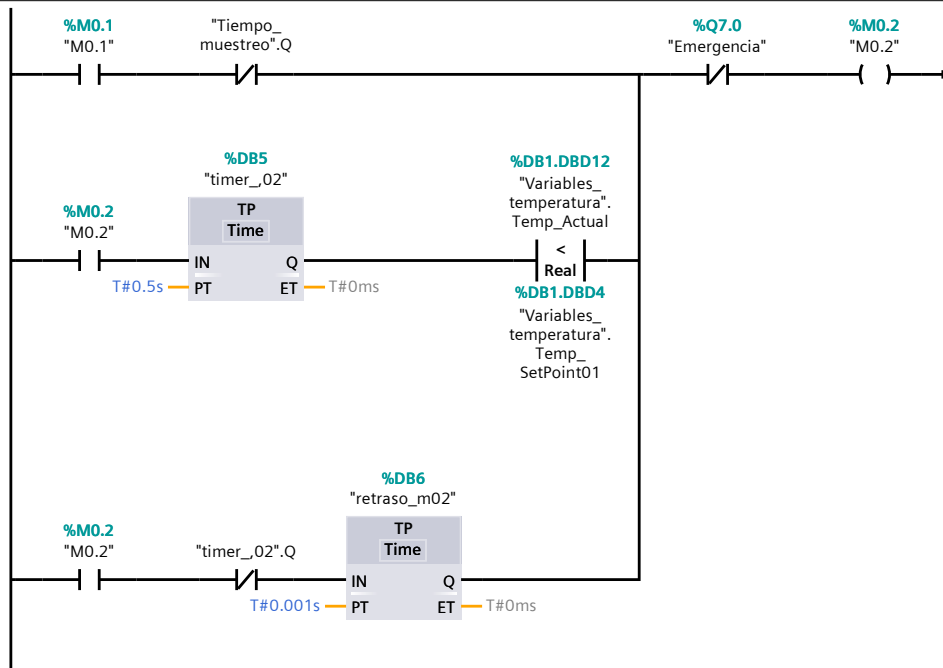 %M0.1
"M0.1"
"Tiempo_
muestreo".Q
%Q7.0
"Emergencia"
%M0.2
"M0.2"
%M0.2
"M0.2"
%DB5
"timer_,02"
TP
Time
IN
Q
T#0.5s
PT
ET
T#0ms
%DB1.DBD12
"Variables_
temperatura".
Temp_Actual
<
Real
%DB1.DBD4
"Variables_
temperatura".
Temp_
SetPoint01
%M0.2
"M0.2"
"timer_,02".Q
%DB6
"retraso_m02"
TP
Time
IN
Q
T#0.001s
PT
ET
T#0ms